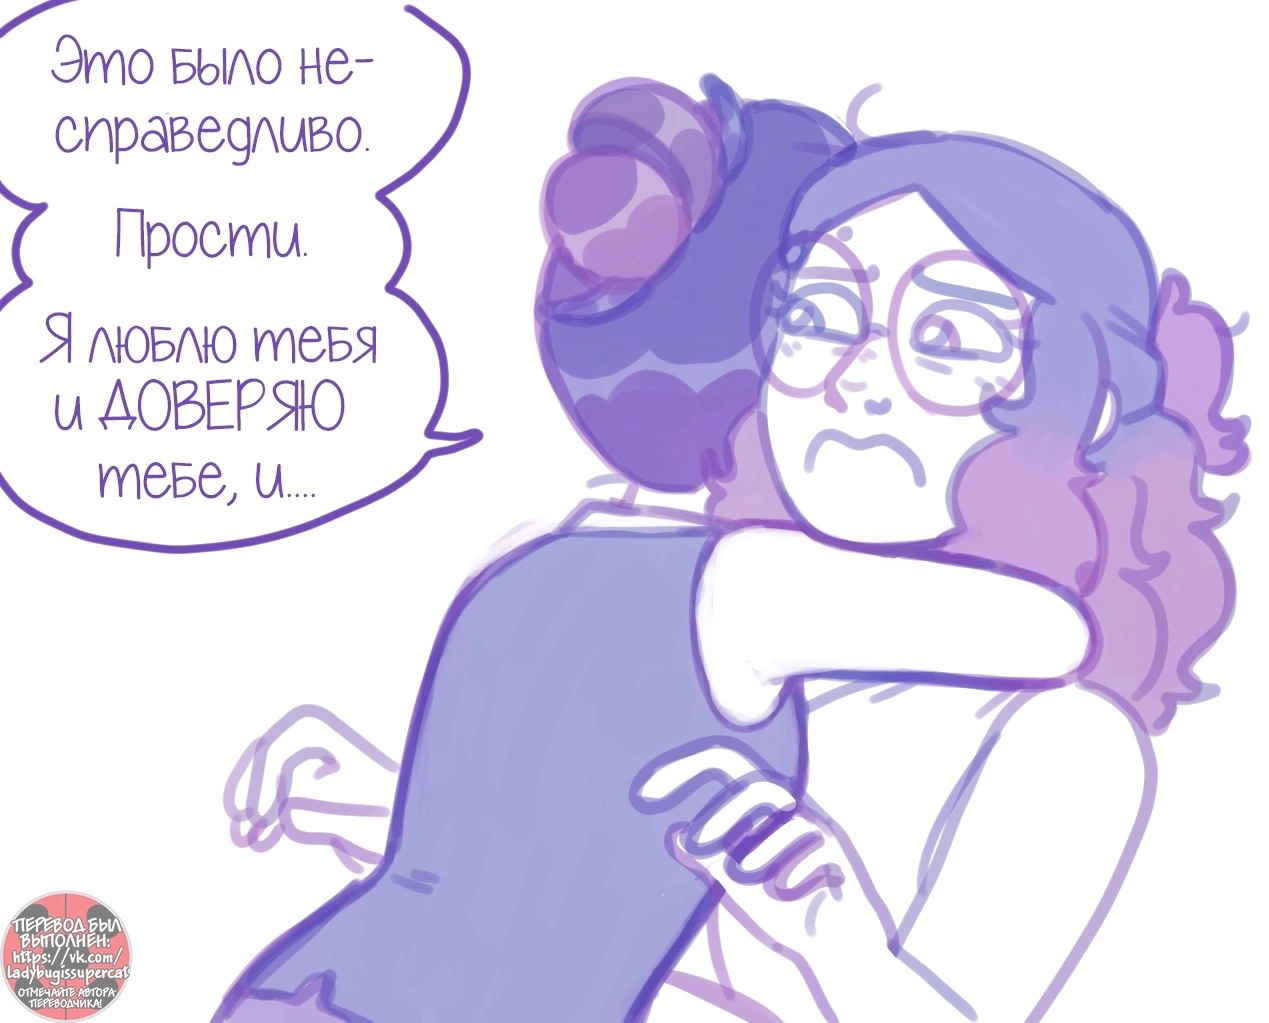 Это было не-
справедливо.
Прости.
Я люблю тебя
и ДОВЕРЯЮ
тебе, и....
ПЕРЕВОД БЫЛ
ВЫПОЛНЕН:
https://vk.com/
ladybugissupercat
ОТМЕЧАЙТЕ АВТОРА
ПЕРЕВОДЧИКА!